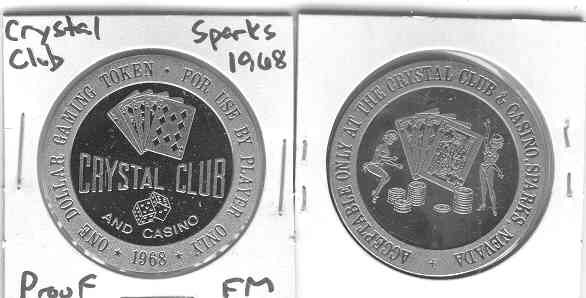 Crystal Club
Sparks 1968
ONE DOLLAR GAMING TOKEN · FOR USE BY PLAYER ONLY
CRYSTAL CLUB
AND CASINO
★ 1968 ★
Proof
FM
ACCEPTABLE ONLY AT THE CRYSTAL CLUB & CASINO, SPARKS NEVADA